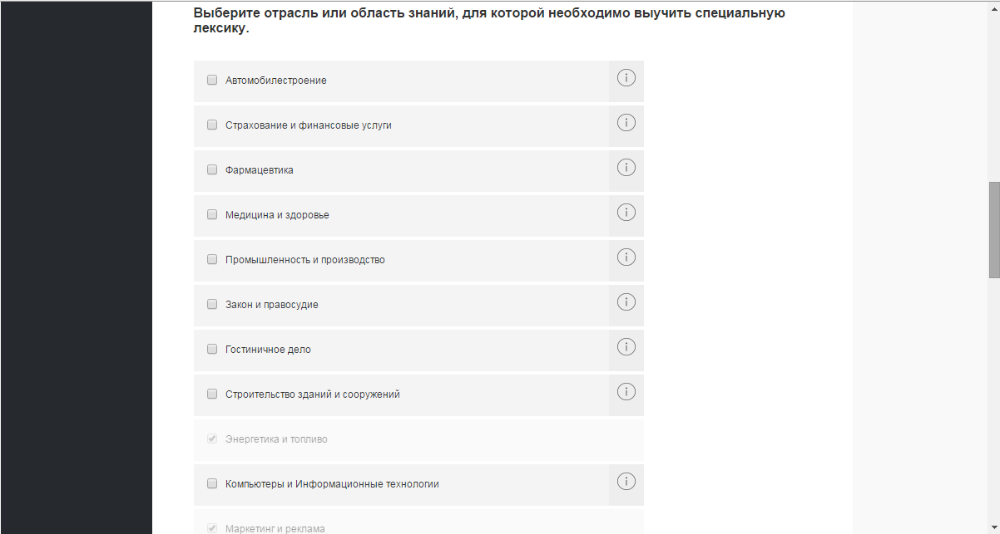 Выберите отрасль или область знаний, для которой необходимо выучить специальную
лексику.
Автомобилестроение
Страхование и финансовые услуги
Фармацевтика
Медицина и здоровье
Промышленность и производство
Закон и правосудие
Гостиничное дело
Строительство зданий и сооружений
Энергетика и топливо
Компьютеры и Информационные технологии
Маркетинг и реклама